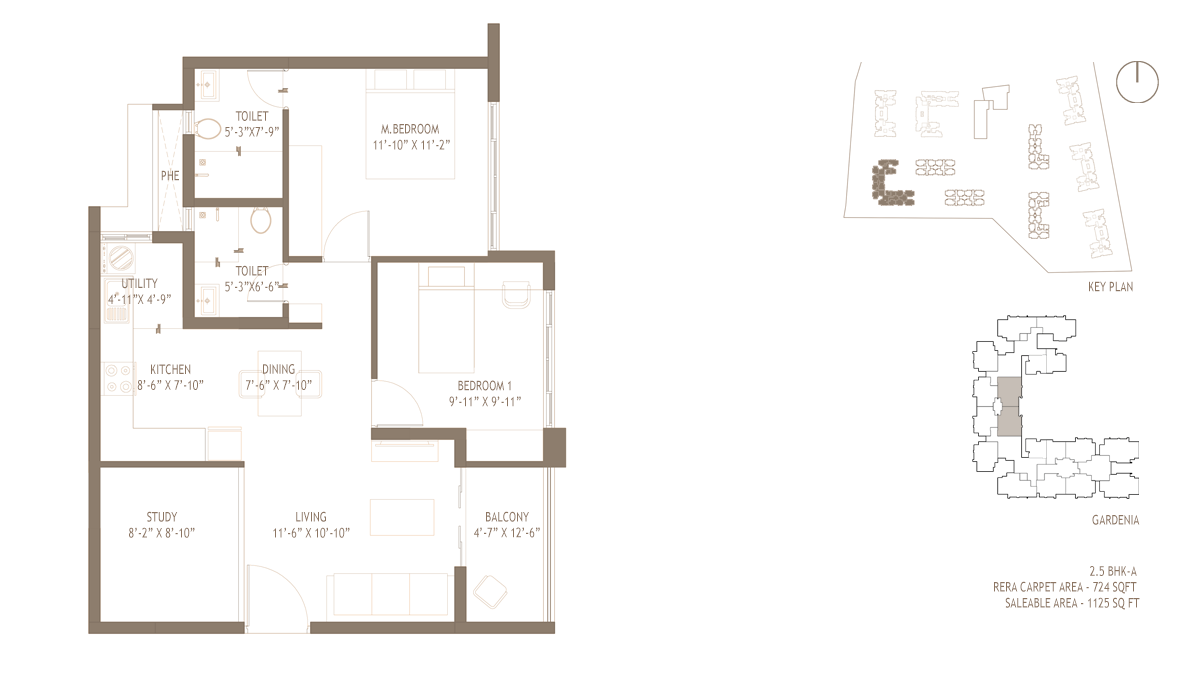 TOILET
5'-3"X7'-9"
M.BEDROOM
11'-10" X 11'-2"
PHE
TOILET
5'-3"X6'-6"
UTILITY
4'-11"X 4'-9"
KITCHEN
8'-6" X 7'-10"
DINING
7'-6" X 7'-10"
BEDROOM 1
9'-11" X 9'-11"
STUDY
8'-2" X 8'-10"
LIVING
11'-6" X 10'-10"
BALCONY
4'-7" X 12'-6"
KEY PLAN
GARDENIA
2.5 BHK-A
RERA CARPET AREA - 724 SQFT
SALEABLE AREA - 1125 SQ FT